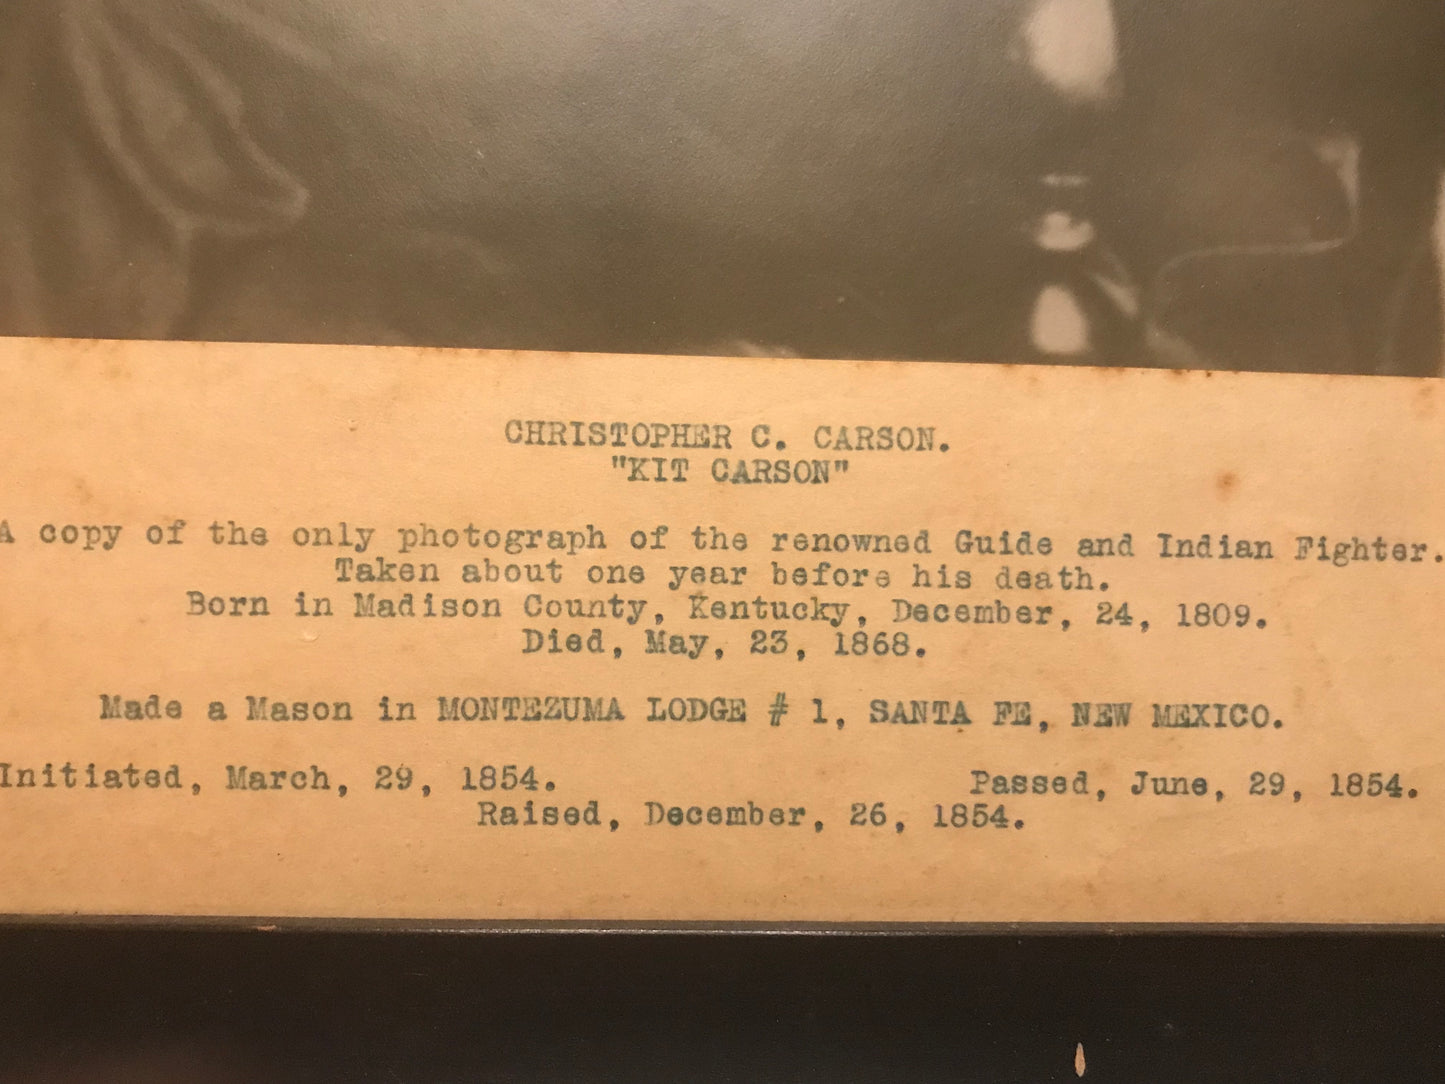 CHRISTOPHER C. CARSON.
"KIT CARSON"
A copy of the only photograph of the renowned Guide and Indian Fighter.
Taken about one year before his death.
Born in Madison County, Kentucky, December, 24, 1809.
Died, May, 23, 1868.
Made a Mason in MONTEZUMA LODGE # 1, SANTA FE, NEW MEXICO.
Initiated, March, 29, 1854. Passed, June, 29, 1854.
Raised, December, 26, 1854.